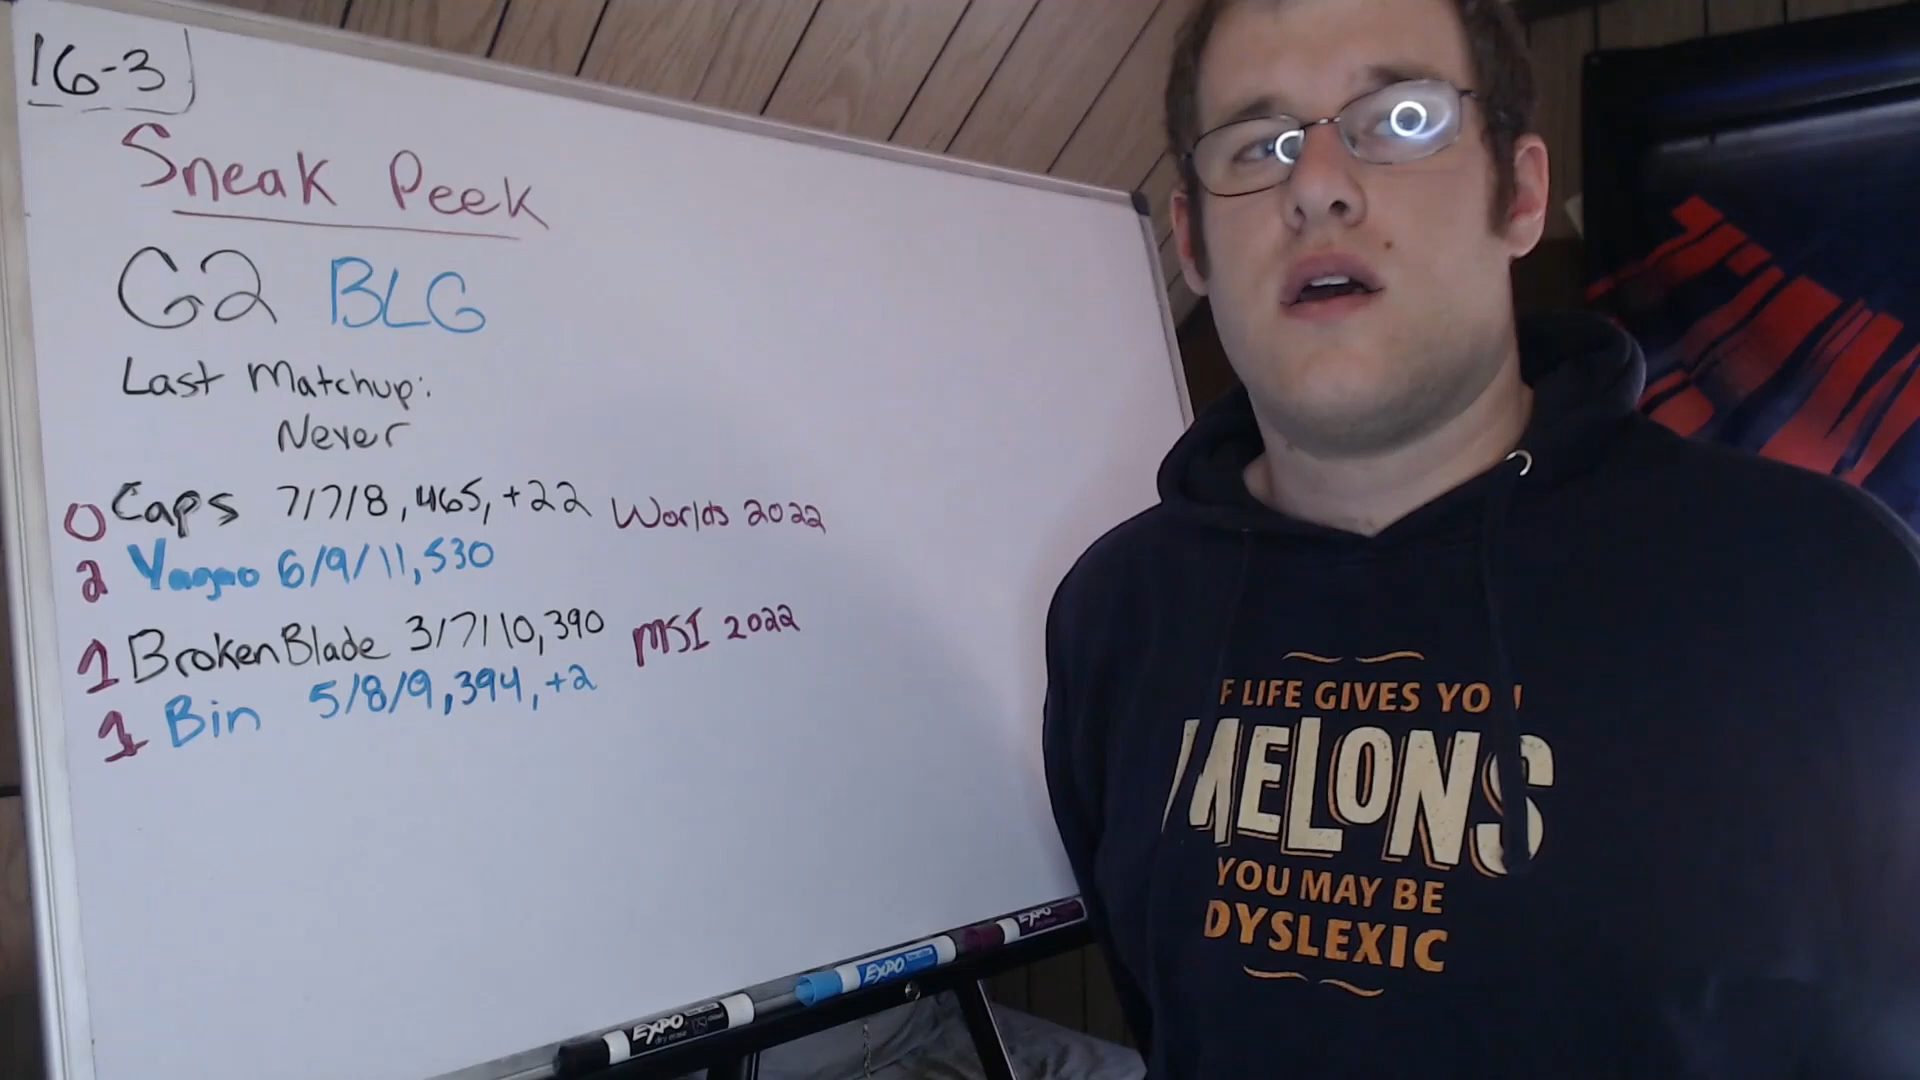 16-3
Sneak Peek
G2 BLG
Last Matchup:
Never
0 Caps 7/7/8, 465, +22 Worlds 2022
2 Yagao 6/9/11, 530
1 BrokenBlade 3/7/10, 390 MSI 2022
1 Bin 5/8/9, 394, +2
F LIFE GIVES YOU
MELONS
YOU MAY BE
DYSLEXIC
EXPO
EXPO
EXPO
dry erase